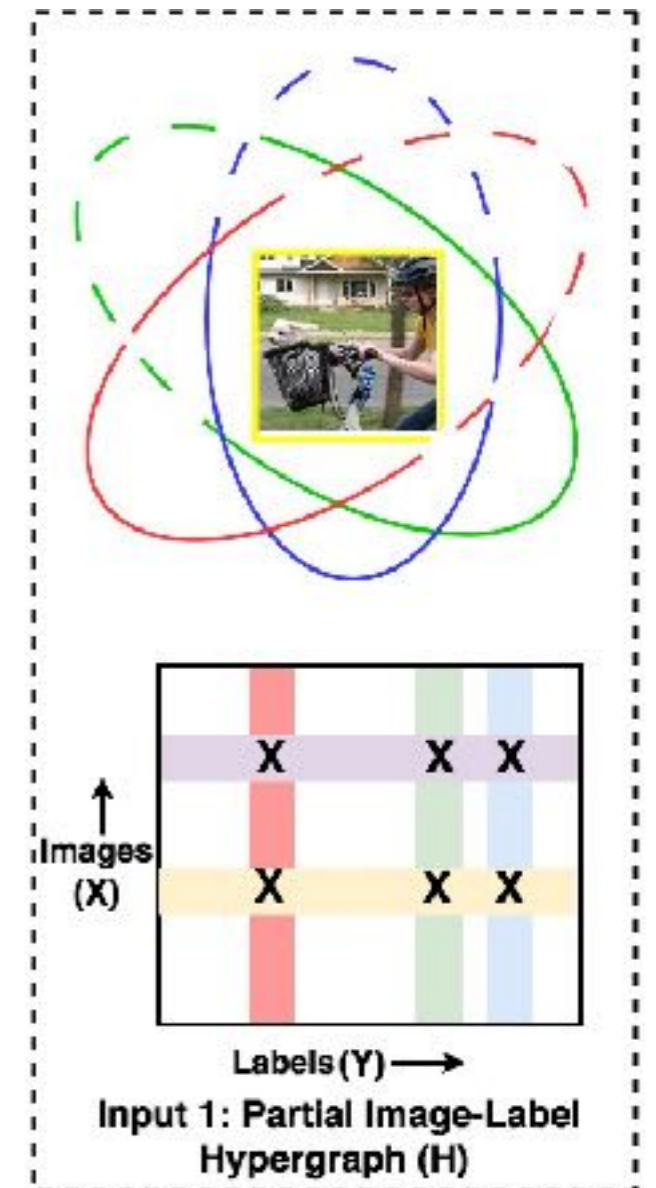 X X X
X X X
Images
(X)
Labels (Y)
Input 1: Partial Image-Label
Hypergraph (H)